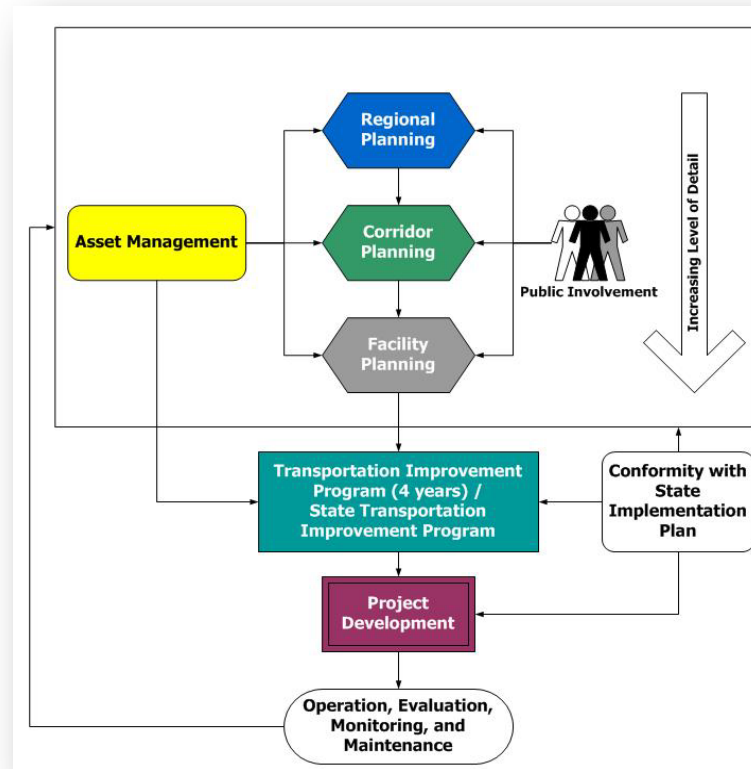 Regional
Planning
Asset Management
Corridor
Planning
Public Involvement
Increasing Level of Detail
Facility
Planning
Transportation Improvement
Program (4 years) /
State Transportation
Improvement Program
Conformity with
State
Implementation
Plan
Project
Development
Operation, Evaluation,
Monitoring, and
Maintenance